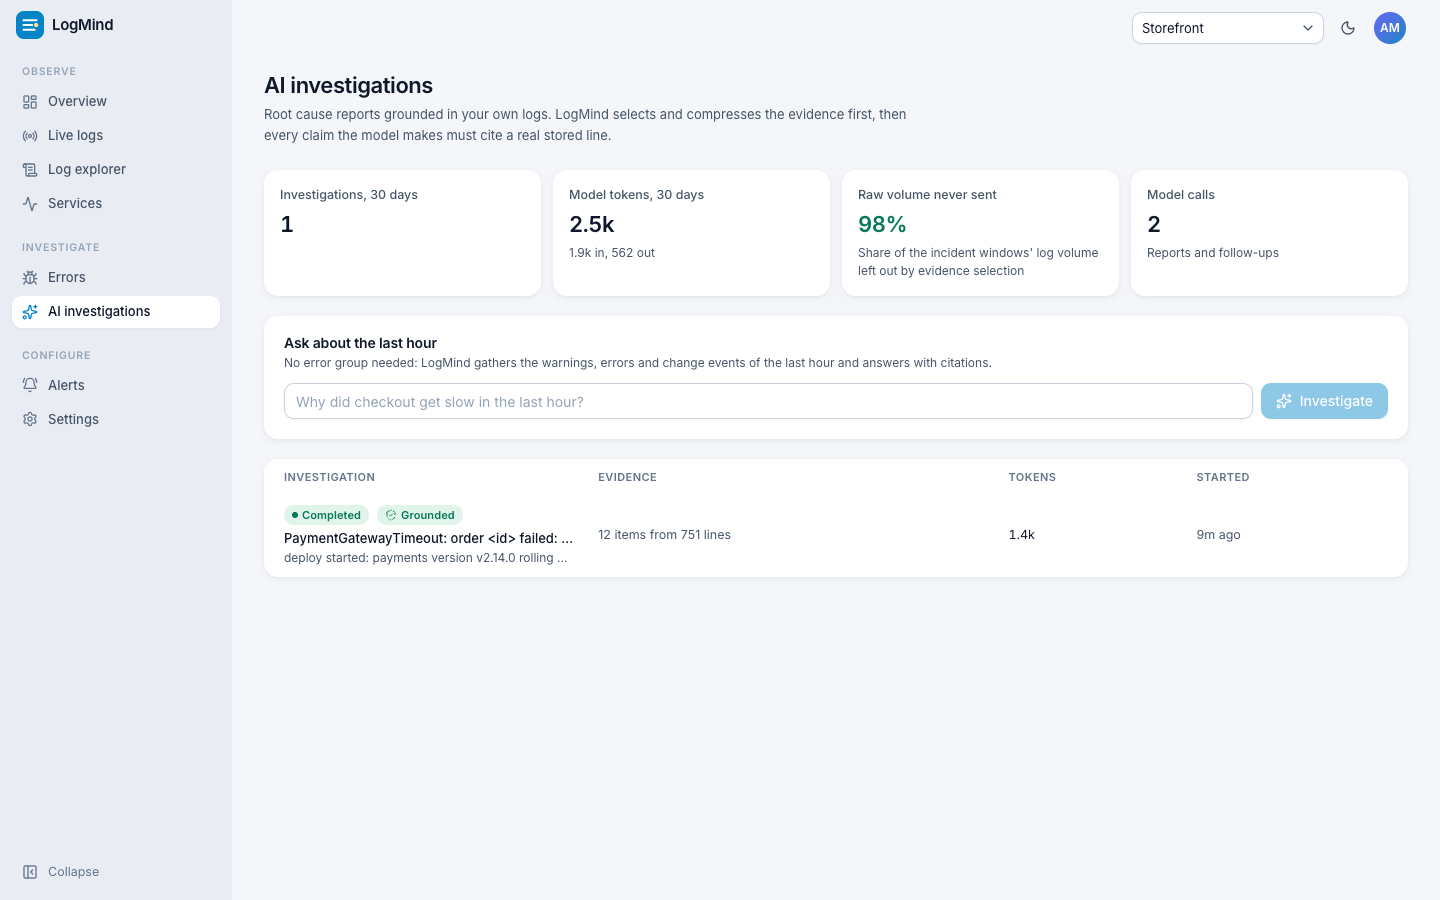 LogMind
Storefront
AM
OBSERVE
Overview
Live logs
Log explorer
Services
INVESTIGATE
Errors
AI investigations
CONFIGURE
Alerts
Settings
Collapse
AI investigations
Root cause reports grounded in your own logs. LogMind selects and compresses the evidence first, then
every claim the model makes must cite a real stored line.
Investigations, 30 days
1
Model tokens, 30 days
2.5k
1.9k in, 562 out
Raw volume never sent
98%
Share of the incident windows' log volume
left out by evidence selection
Model calls
2
Reports and follow-ups
Ask about the last hour
No error group needed: LogMind gathers the warnings, errors and change events of the last hour and answers with citations.
Why did checkout get slow in the last hour?
Investigate
INVESTIGATION EVIDENCE TOKENS STARTED
Completed Grounded
PaymentGatewayTimeout: order <id> failed: ...
deploy started: payments version v2.14.0 rolling ...
12 items from 751 lines
1.4k
9m ago